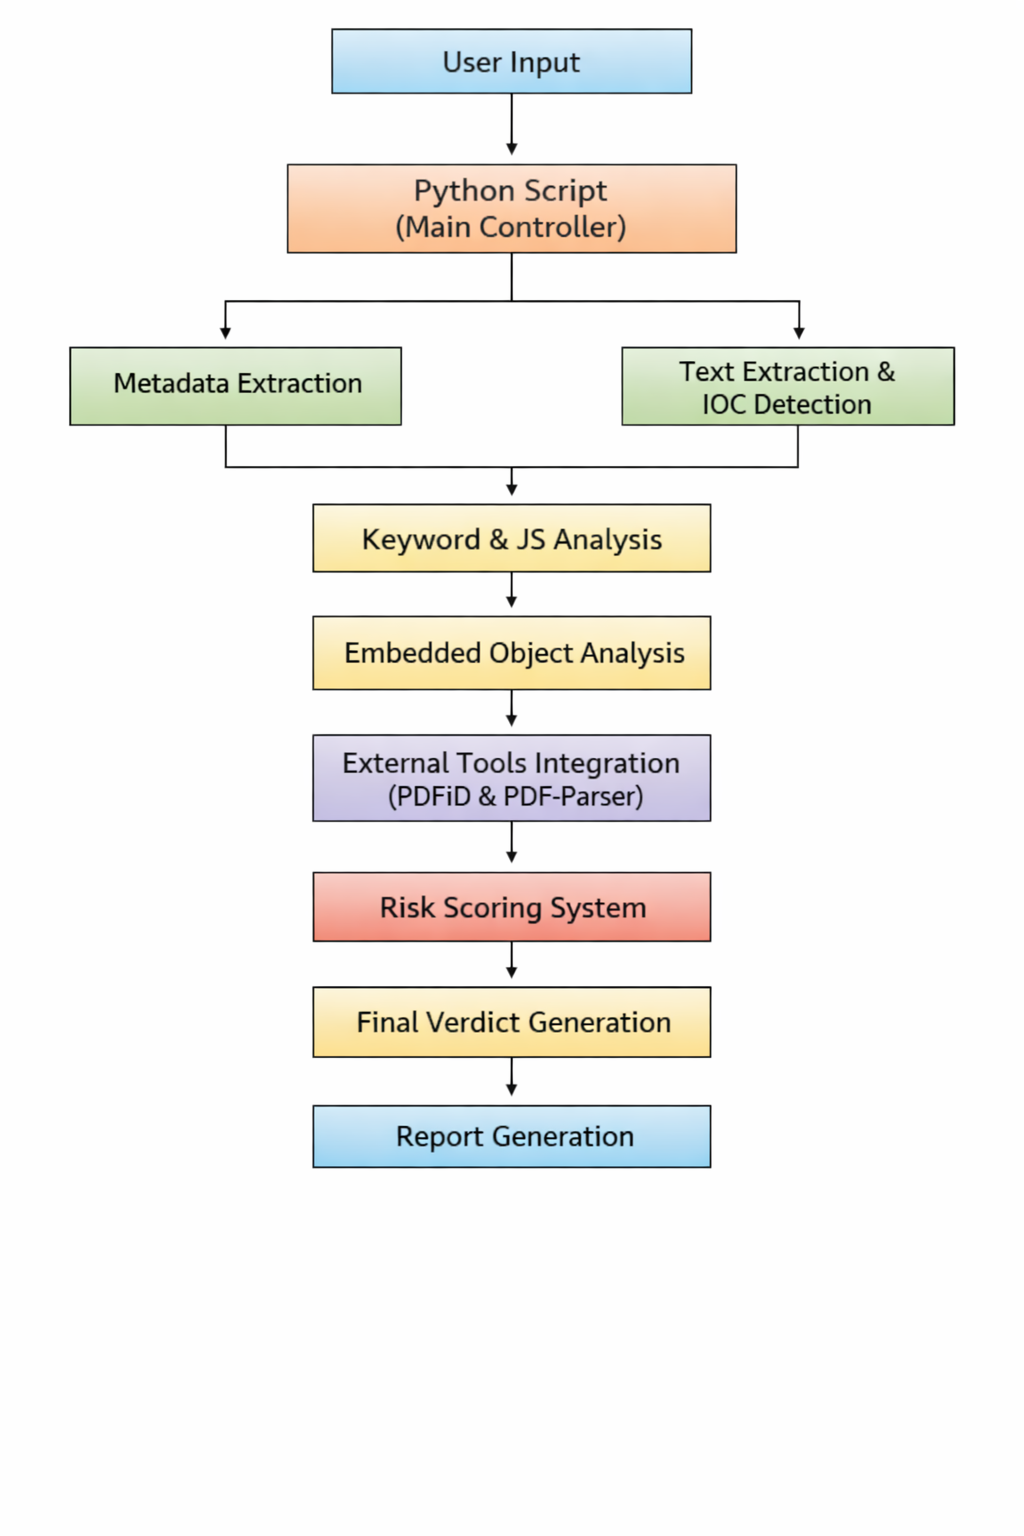 User Input
Python Script
(Main Controller)
Metadata Extraction
Text Extraction &
IOC Detection
Keyword & JS Analysis
Embedded Object Analysis
External Tools Integration
(PDFiD & PDF-Parser)
Risk Scoring System
Final Verdict Generation
Report Generation